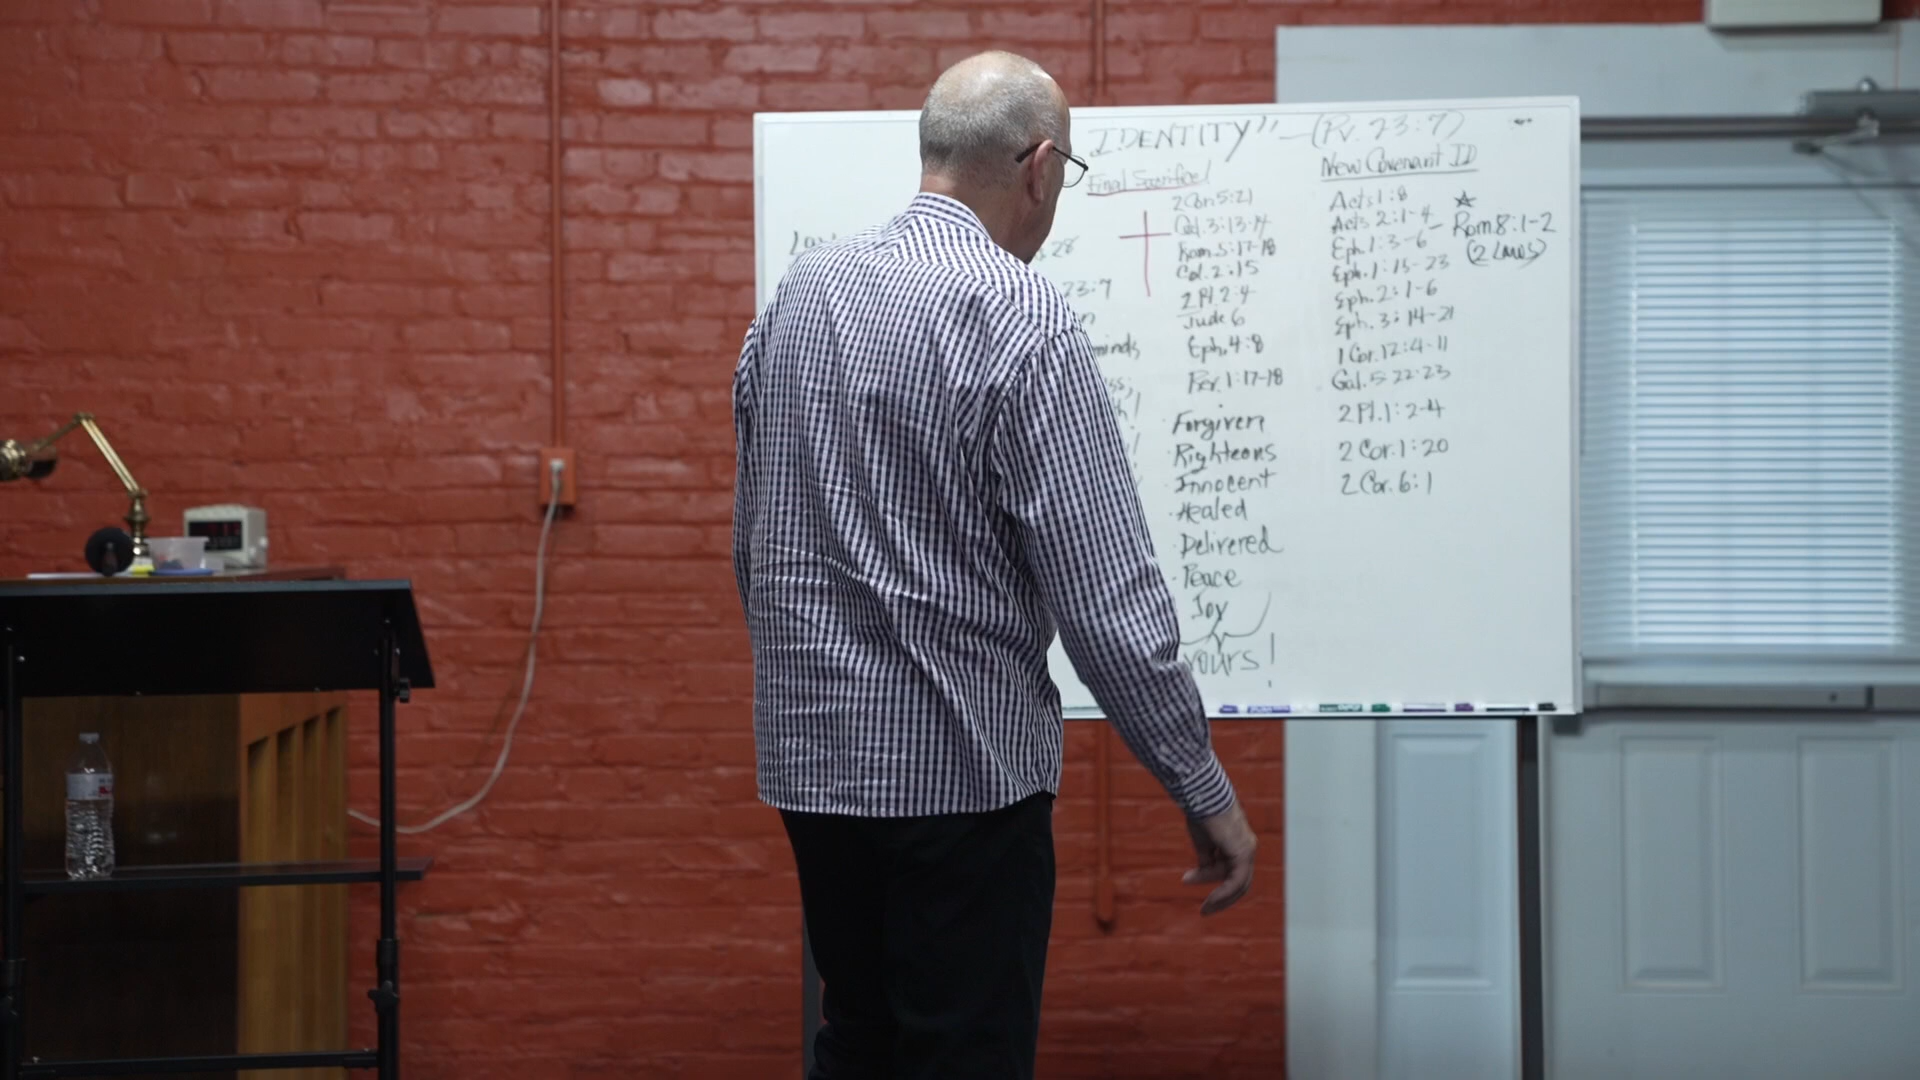 IDENTITY" - (Pv. 23:7)
Final Sacrifice!
2 Cor. 5:21
Gal. 3:13-14
Rom. 5:17-18
Col. 2:15
2 Pt. 2:4
Jude 6
Eph. 4:8
Rev. 1:17-18
· Forgiven
· Righteous
· Innocent
· Healed
· Delivered
· Peace
Joy
yours!
New Covenant ID
Acts 1:8
Acts 2:1-4
Eph. 1:3-6
Eph. 1:15-23
Eph. 2:1-6
Eph. 3:14-21
1 Cor. 12:4-11
Gal. 5:22-23
2 Pt. 1:2-4
2 Cor. 1:20
2 Cor. 6:1
Rom 8:1-2
(2 Laws)
28
23:7
minds